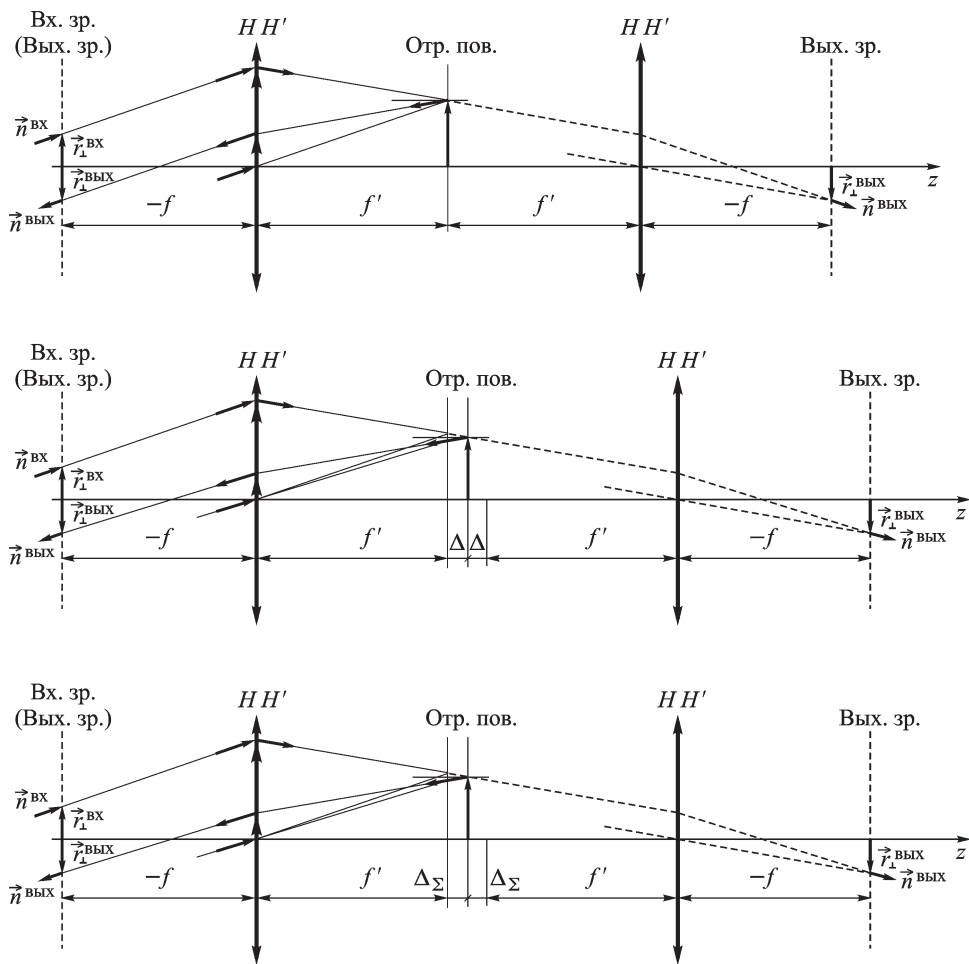 Вх. зр.
(Вых. зр.)
H H′
Отр. пов.
H H′
Вых. зр.
n⃗ вх
r⃗⊥ вх
r⃗⊥ вых
n⃗ вых
−f
f′
f′
−f
r⃗⊥ вых
n⃗ вых
z
Вх. зр.
(Вых. зр.)
H H′
Отр. пов.
H H′
Вых. зр.
n⃗ вх
r⃗⊥ вх
r⃗⊥ вых
n⃗ вых
−f
f′
Δ
Δ
f′
−f
r⃗⊥ вых
n⃗ вых
z
Вх. зр.
(Вых. зр.)
H H′
Отр. пов.
H H′
Вых. зр.
n⃗ вх
r⃗⊥ вх
r⃗⊥ вых
n⃗ вых
−f
f′
ΔΣ
ΔΣ
f′
−f
r⃗⊥ вых
n⃗ вых
z